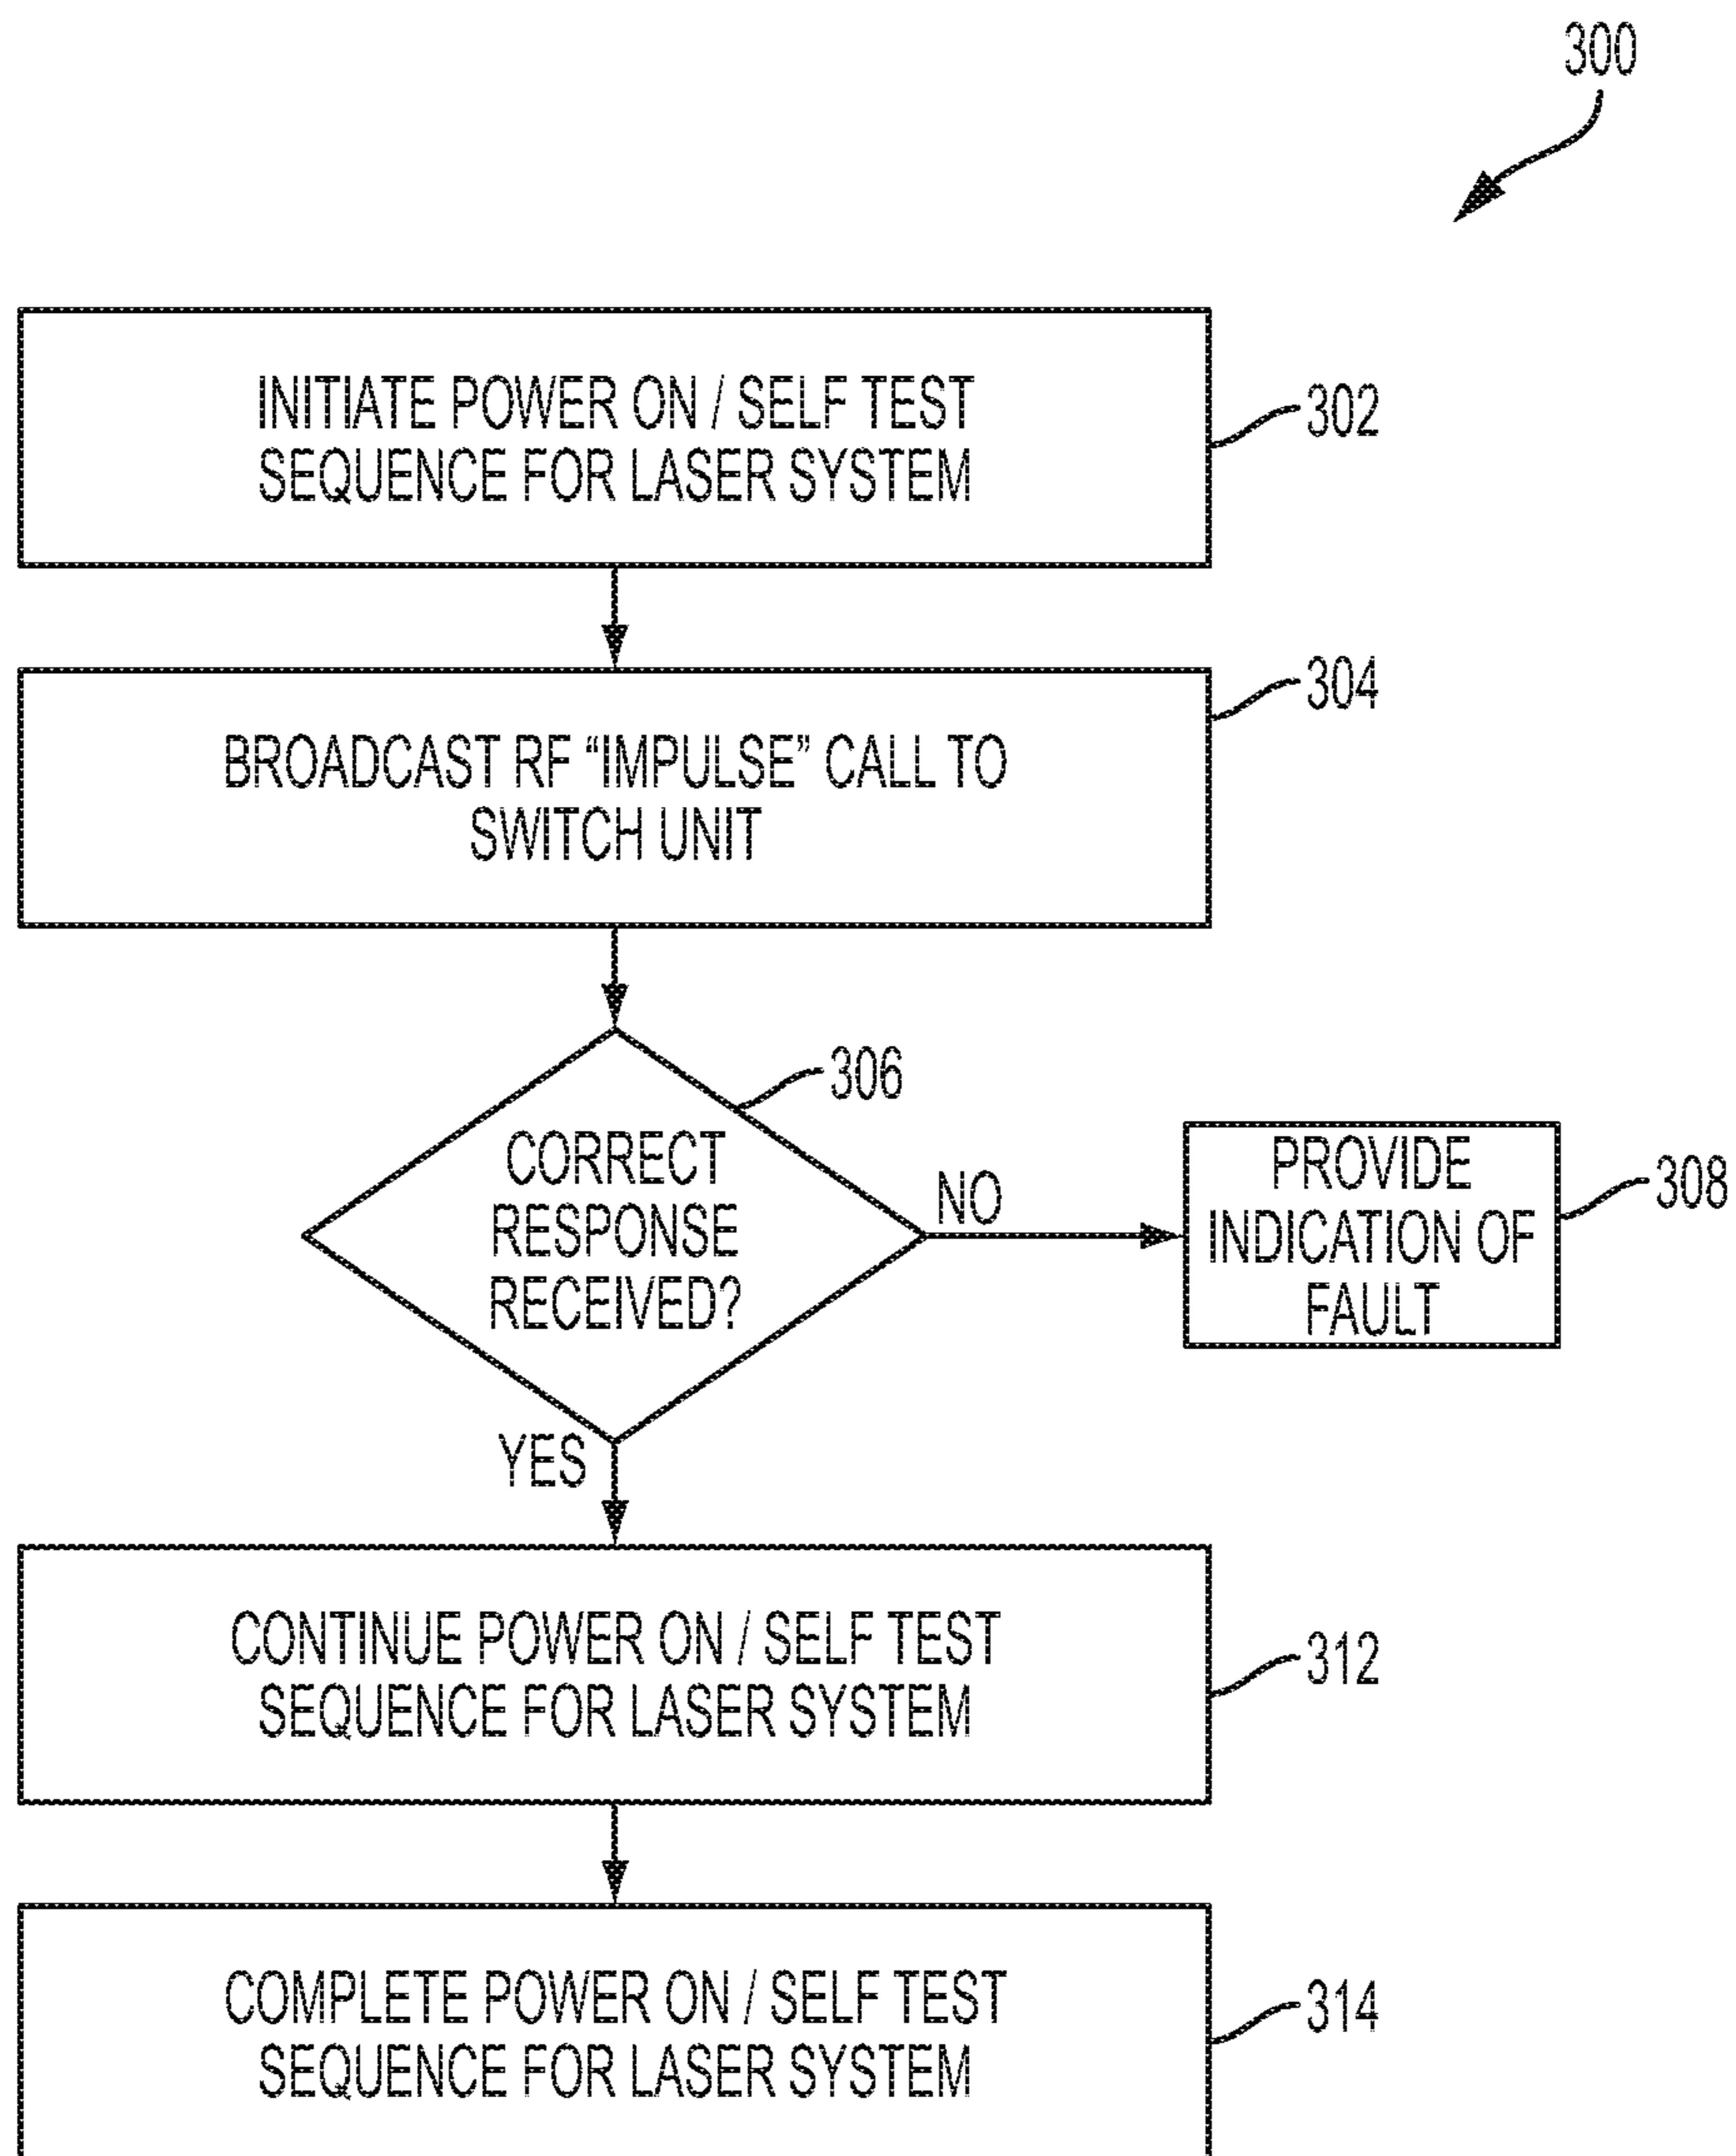 300
INITIATE POWER ON / SELF TEST
SEQUENCE FOR LASER SYSTEM
302
BROADCAST RF “IMPULSE” CALL TO
SWITCH UNIT
304
CORRECT
RESPONSE
RECEIVED?
306
NO
PROVIDE
INDICATION OF
FAULT
308
YES
CONTINUE POWER ON / SELF TEST
SEQUENCE FOR LASER SYSTEM
312
COMPLETE POWER ON / SELF TEST
SEQUENCE FOR LASER SYSTEM
314